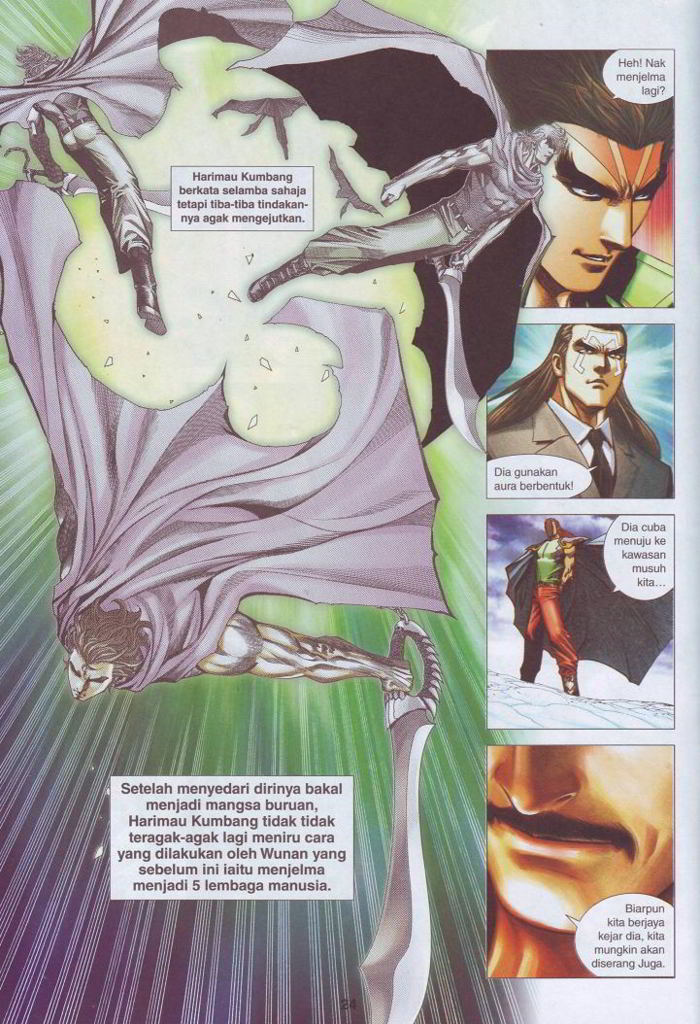 Heh! Nak
menjelma
lagi?
Harimau Kumbang
berkata selamba sahaja
tetapi tiba-tiba tindakan-
nya agak mengejutkan.
Dia gunakan
aura berbentuk!
Dia cuba
menuju ke
kawasan
musuh
kita...
Setelah menyedari dirinya bakal
menjadi mangsa buruan,
Harimau Kumbang tidak tidak
teragak-agak lagi meniru cara
yang dilakukan oleh Wunan yang
sebelum ini iaitu menjelma
menjadi 5 lembaga manusia.
Biarpun
kita berjaya
kejar dia, kita
mungkin akan
diserang Juga.
24